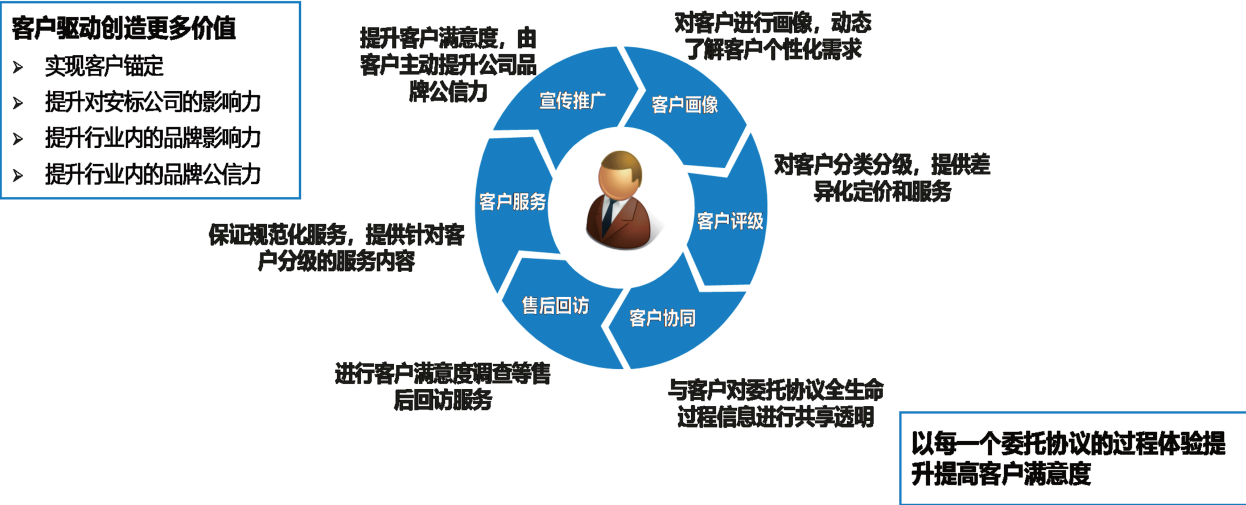 客户驱动创造更多价值
➢ 实现客户锚定
➢ 提升对安标公司的影响力
➢ 提升行业内的品牌影响力
➢ 提升行业内的品牌公信力
提升客户满意度，由
客户主动提升公司品
牌公信力
对客户进行画像，动态
了解客户个性化需求
宣传推广
客户画像
对客户分类分级，提供差
异化定价和服务
客户服务
客户评级
保证规范化服务，提供针对客
户分级的服务内容
售后回访
客户协同
进行客户满意度调查等售
后回访服务
与客户对委托协议全生命
过程信息进行共享透明
以每一个委托协议的过程体验提
升提高客户满意度